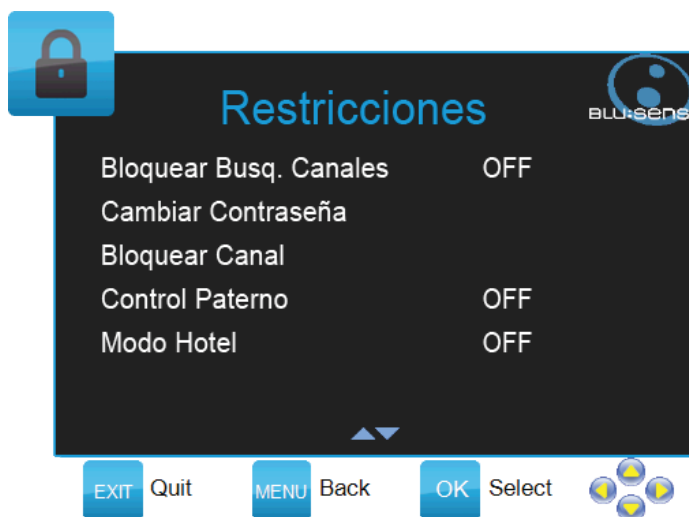 Restricciones
BLU:sens
Bloquear Busq. Canales OFF
Cambiar Contraseña
Bloquear Canal
Control Paterno OFF
Modo Hotel OFF
EXIT Quit MENU Back OK Select